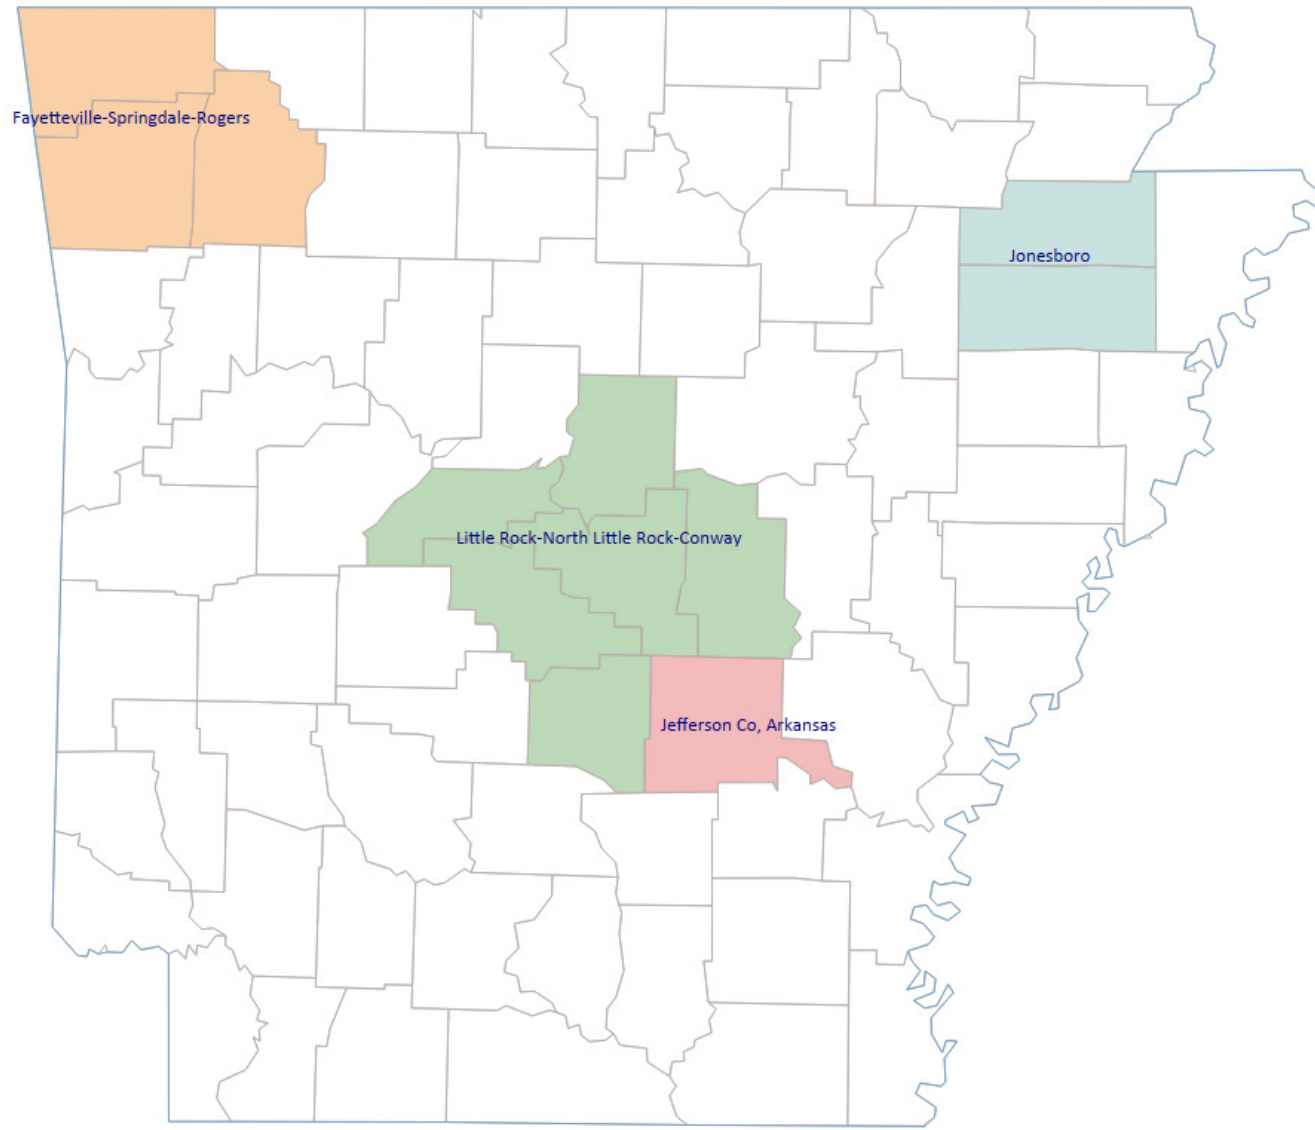 Fayetteville-Springdale-Rogers
Jonesboro
Little Rock-North Little Rock-Conway
Jefferson Co, Arkansas